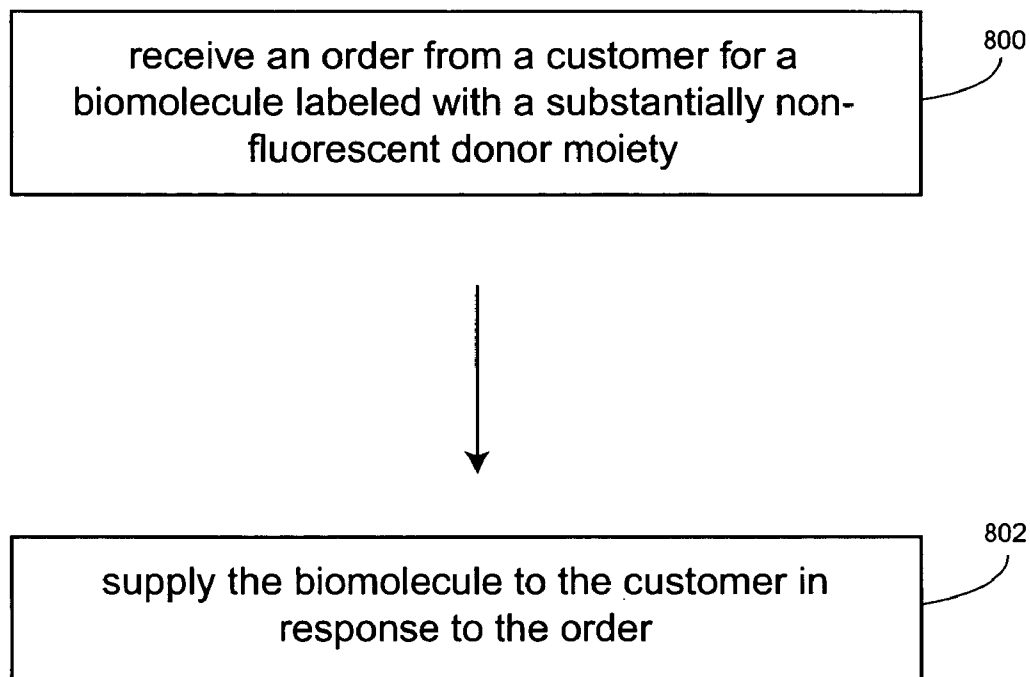 receive an order from a customer for a
800
biomolecule labeled with a substantially non-
fluorescent donor moiety
802
supply the biomolecule to the customer in
response to the order